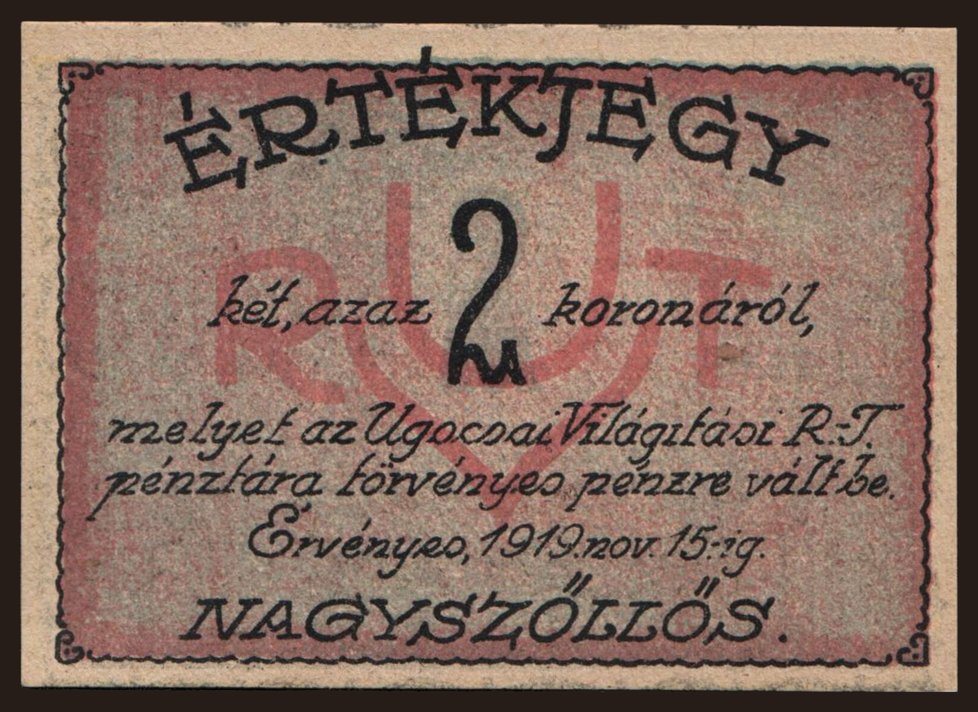 ÉRTÉKJEGY
két, azaz 2 koronáról,
melyet az Ugocsai Világítási R.-T.
pénztára törvényes pénzre vált be.
Érvényes, 1919. nov. 15-ig.
NAGYSZŐLLŐS.
R U T
V